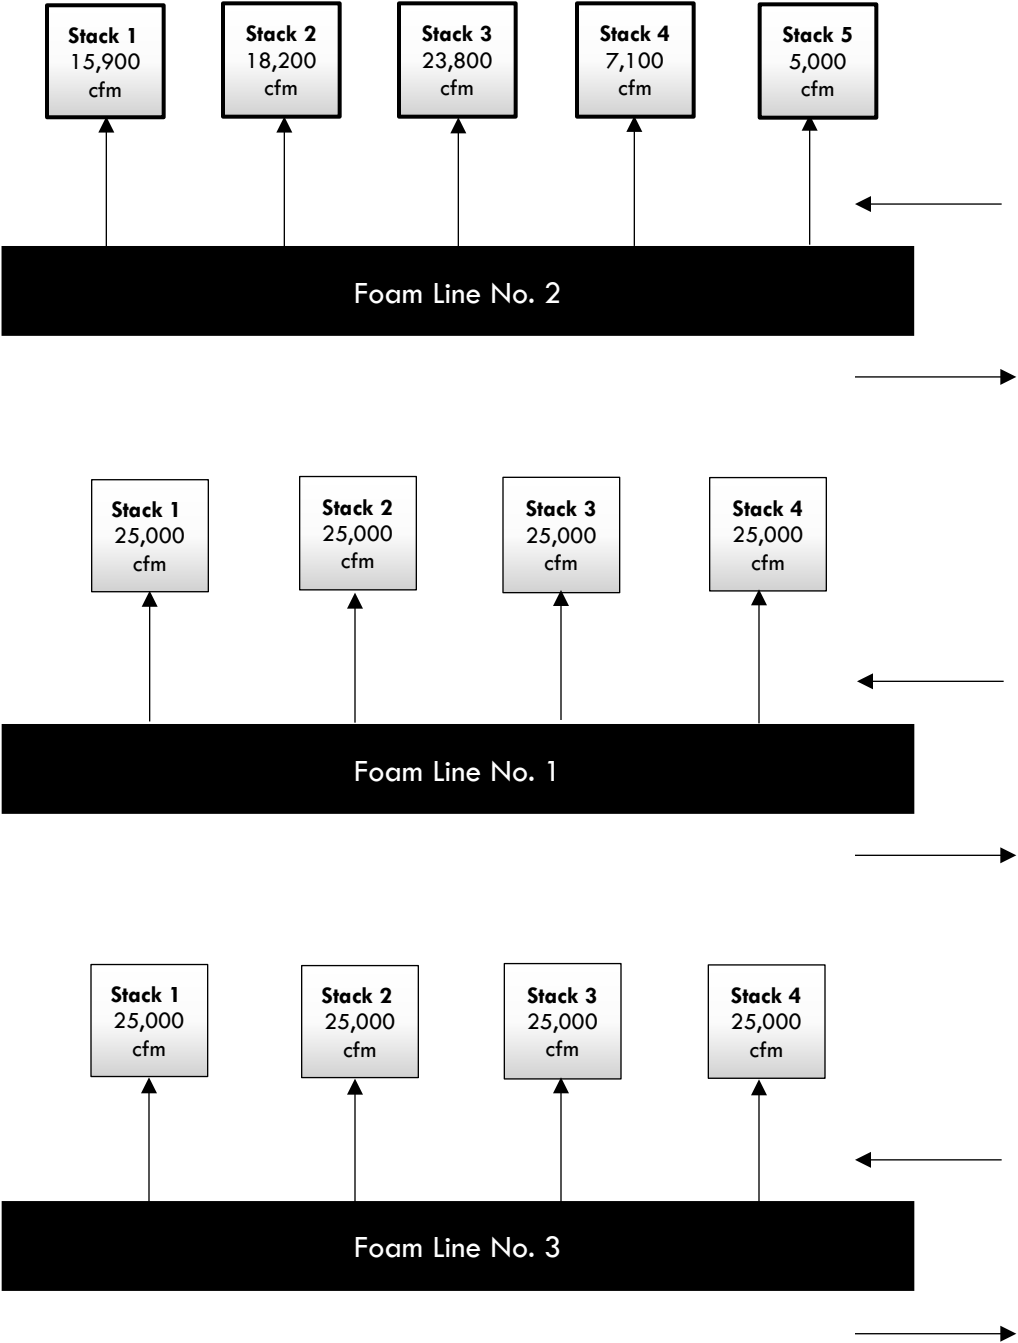 Stack 1
15,900
cfm
Stack 2
18,200
cfm
Stack 3
23,800
cfm
Stack 4
7,100
cfm
Stack 5
5,000
cfm
Foam Line No. 2
Stack 1
25,000
cfm
Stack 2
25,000
cfm
Stack 3
25,000
cfm
Stack 4
25,000
cfm
Foam Line No. 1
Stack 1
25,000
cfm
Stack 2
25,000
cfm
Stack 3
25,000
cfm
Stack 4
25,000
cfm
Foam Line No. 3